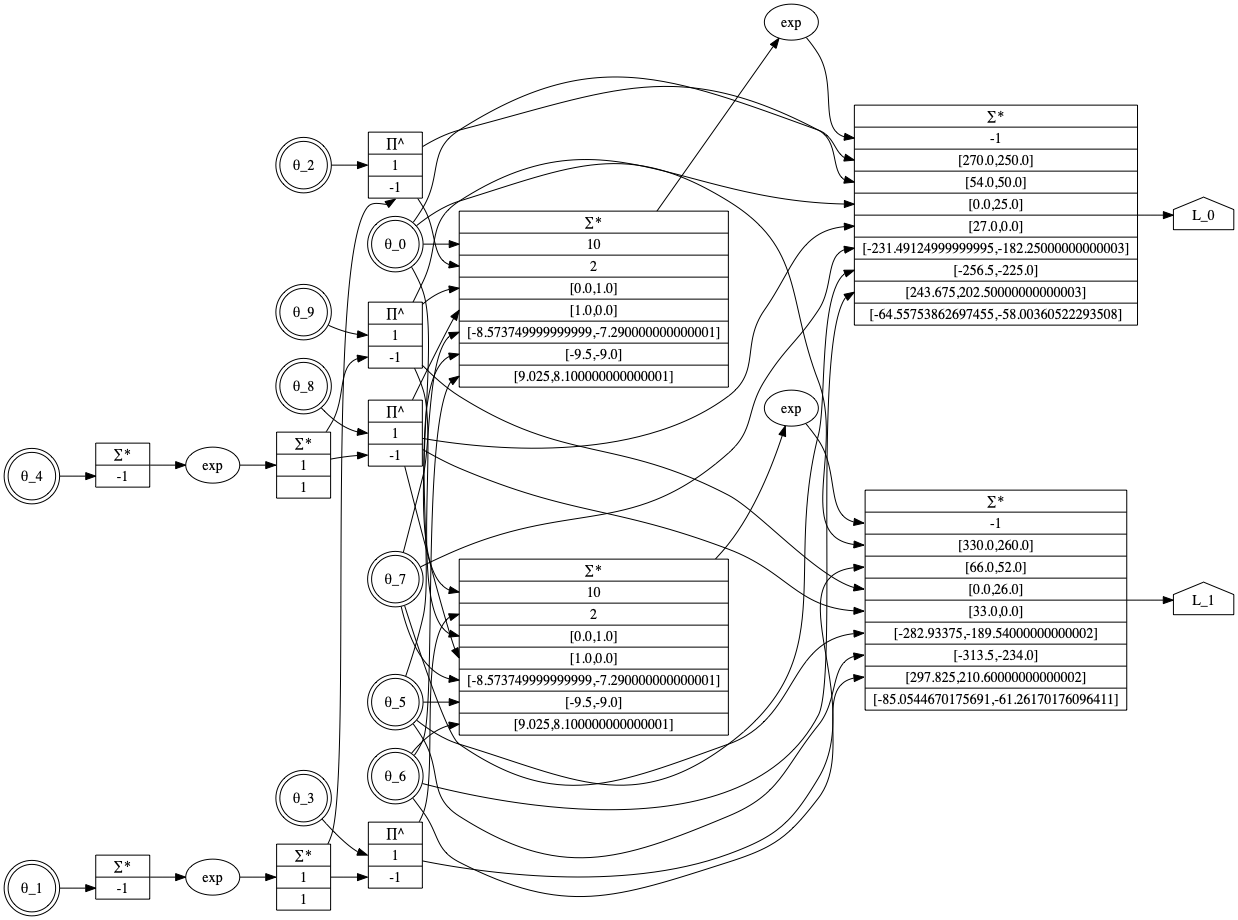 exp
Σ*
-1
[270.0,250.0]
[54.0,50.0]
[0.0,25.0]
[27.0,0.0]
[-231.49124999999995,-182.25000000000003]
[-256.5,-225.0]
[243.675,202.50000000000003]
[-64.55753862697455,-58.00360522293508]
L_0
θ_2
Π^
1
-1
θ_0
Σ*
10
2
[0.0,1.0]
[1.0,0.0]
[-8.573749999999999,-7.290000000000001]
[-9.5,-9.0]
[9.025,8.100000000000001]
θ_9
Π^
1
-1
θ_8
Π^
1
-1
exp
θ_4
Σ*
-1
exp
Σ*
1
1
Σ*
-1
[330.0,260.0]
[66.0,52.0]
[0.0,26.0]
[33.0,0.0]
[-282.93375,-189.54000000000002]
[-313.5,-234.0]
[297.825,210.60000000000002]
[-85.0544670175691,-61.26170176096411]
L_1
θ_7
Σ*
10
2
[0.0,1.0]
[1.0,0.0]
[-8.573749999999999,-7.290000000000001]
[-9.5,-9.0]
[9.025,8.100000000000001]
θ_5
θ_6
θ_3
Π^
1
-1
θ_1
Σ*
-1
exp
Σ*
1
1